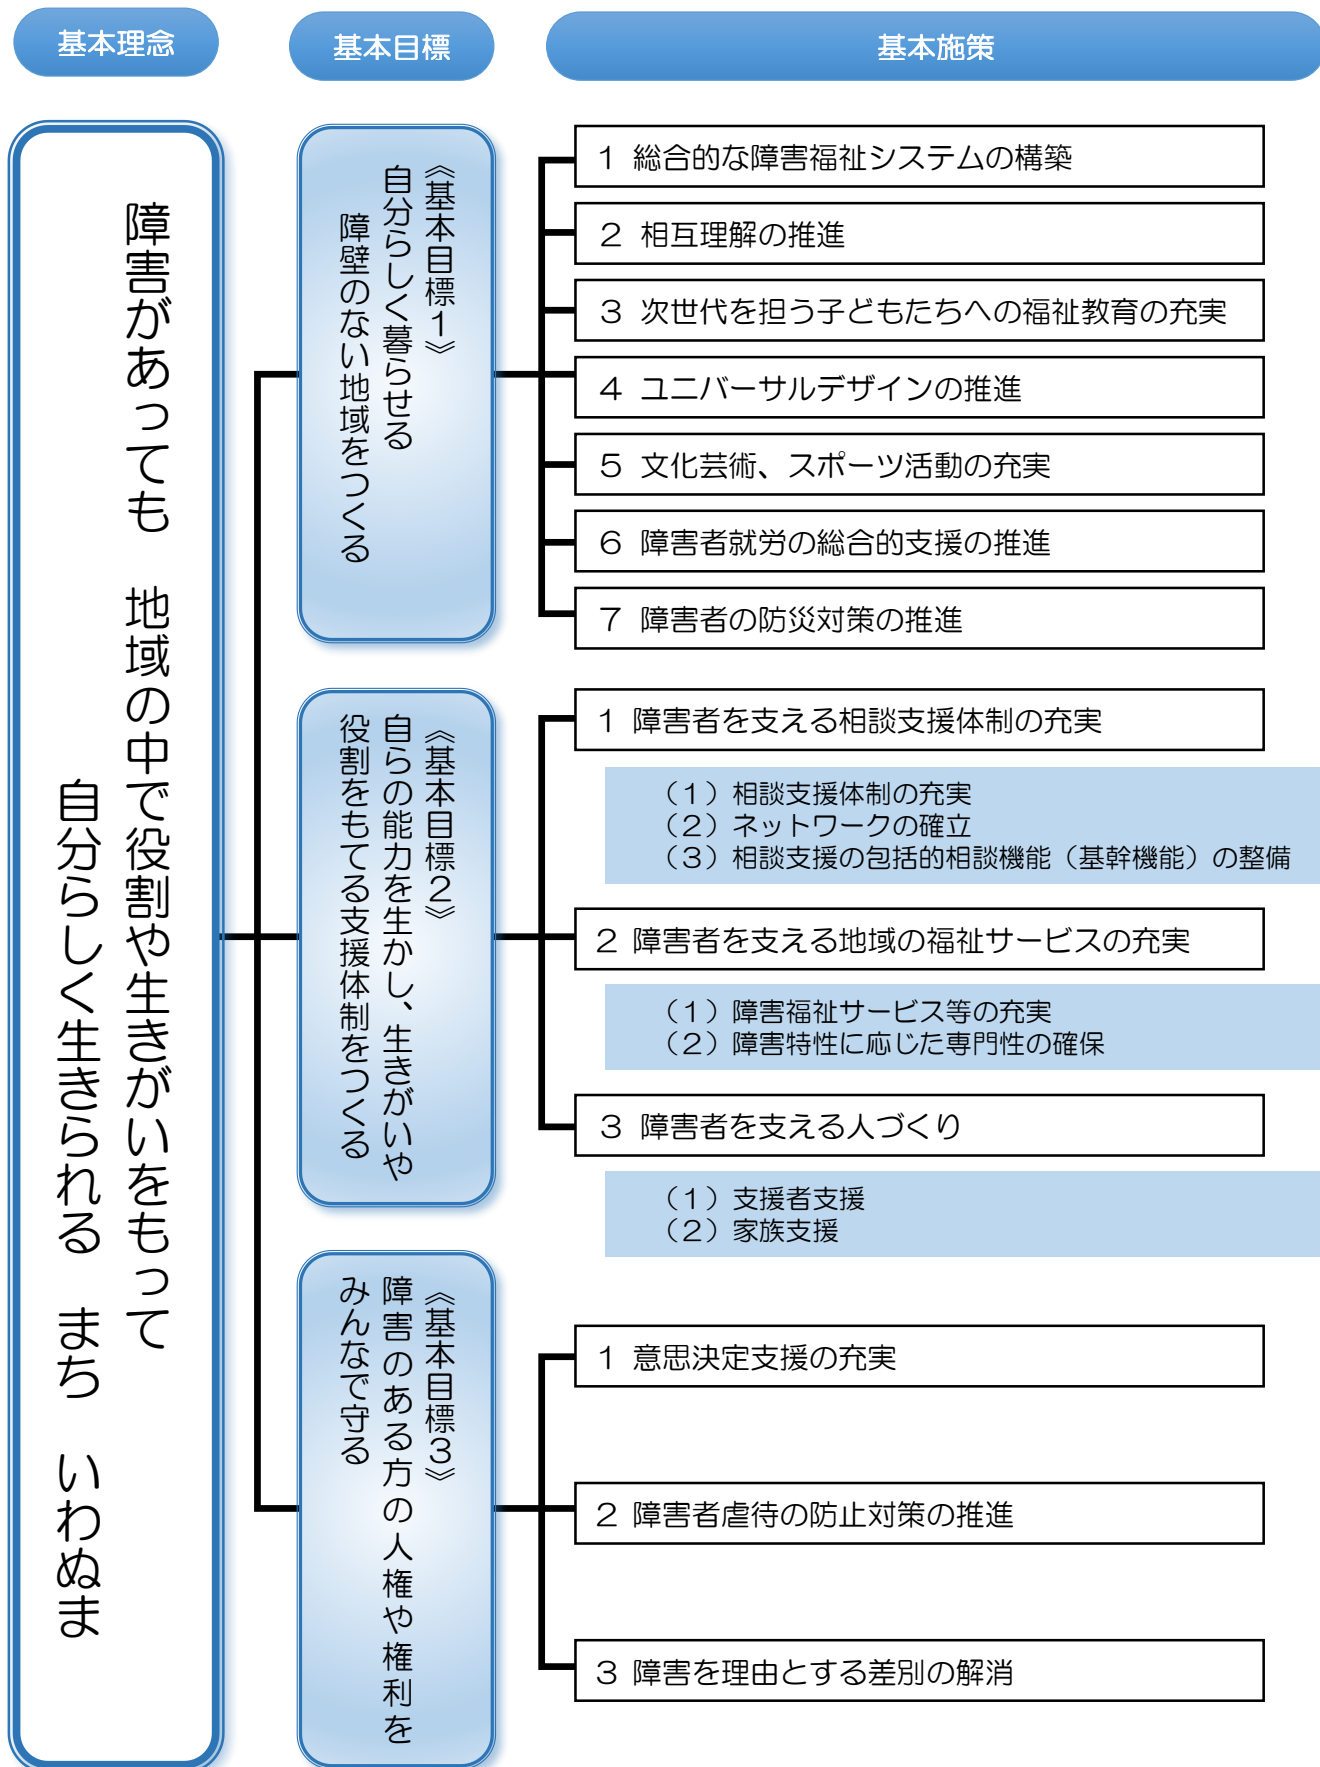 基本理念
基本目標
基本施策
障害があっても　地域の中で役割や生きがいをもって
自分らしく生きられる　まち　いわぬま
《基本目標１》
自分らしく暮らせる
障壁のない地域をつくる
１ 総合的な障害福祉システムの構築
２ 相互理解の推進
３ 次世代を担う子どもたちへの福祉教育の充実
４ ユニバーサルデザインの推進
５ 文化芸術、スポーツ活動の充実
６ 障害者就労の総合的支援の推進
７ 障害者の防災対策の推進
《基本目標２》
自らの能力を生かし、生きがいや
役割をもてる支援体制をつくる
１ 障害者を支える相談支援体制の充実
（１）相談支援体制の充実
（２）ネットワークの確立
（３）相談支援の包括的相談機能（基幹機能）の整備
２ 障害者を支える地域の福祉サービスの充実
（１）障害福祉サービス等の充実
（２）障害特性に応じた専門性の確保
３ 障害者を支える人づくり
（１）支援者支援
（２）家族支援
《基本目標３》
障害のある方の人権や権利を
みんなで守る
１ 意思決定支援の充実
２ 障害者虐待の防止対策の推進
３ 障害を理由とする差別の解消